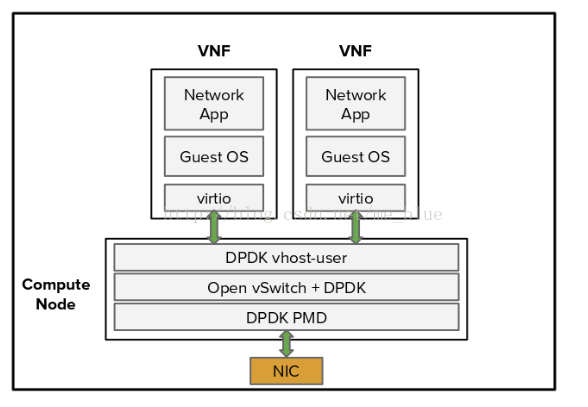 VNF
VNF
Network
App
Network
App
Guest OS
Guest OS
virtio
virtio
DPDK vhost-user
Compute
Node
Open vSwitch + DPDK
DPDK PMD
NIC